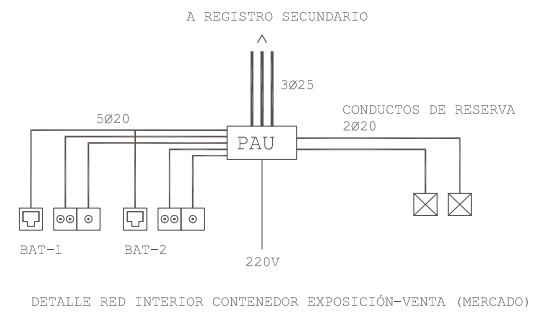 A REGISTRO SECUNDARIO
3Ø25
5Ø20
CONDUCTOS DE RESERVA
2Ø20
PAU
BAT-1
BAT-2
220V
DETALLE RED INTERIOR CONTENEDOR EXPOSICIÓN-VENTA (MERCADO)